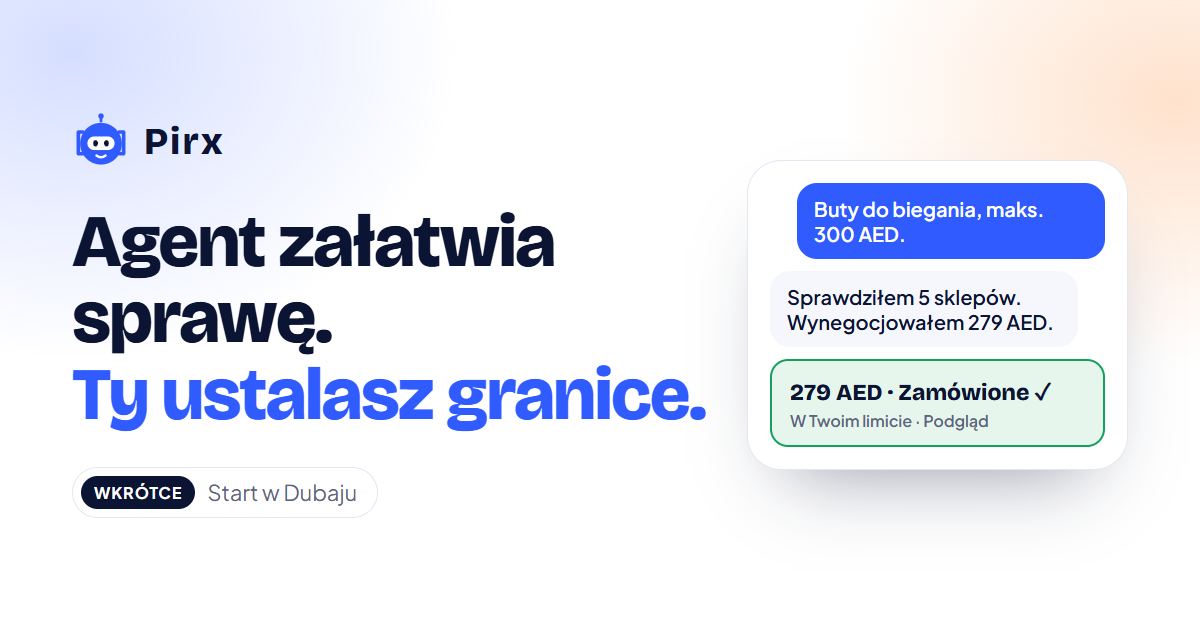 Pirx
Agent załatwia
sprawę.
Ty ustalasz granice.
WKRÓTCE Start w Dubaju
Buty do biegania, maks.
300 AED.
Sprawdziłem 5 sklepów.
Wynegocjowałem 279 AED.
279 AED · Zamówione ✓
W Twoim limicie · Podgląd